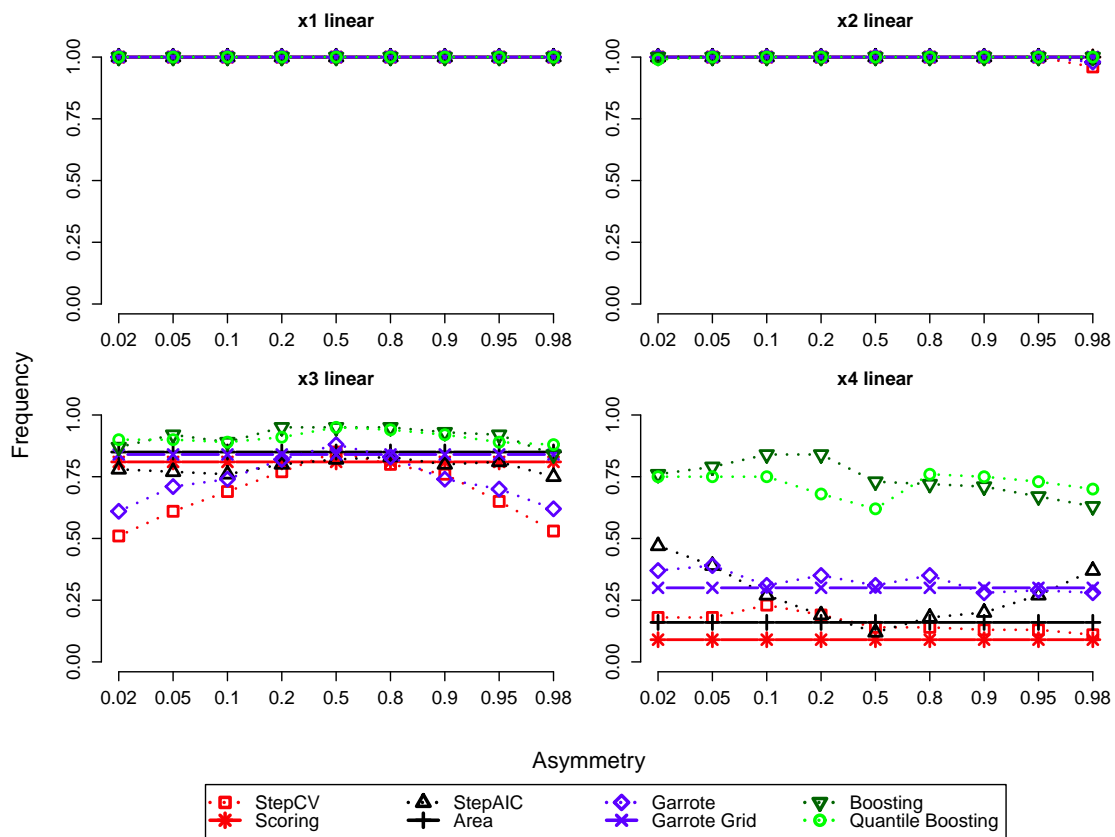 x1 linear
x2 linear
0.00 0.25 0.50 0.75 1.00
0.02 0.05 0.1 0.2 0.5 0.8 0.9 0.95 0.98
0.00 0.25 0.50 0.75 1.00
0.02 0.05 0.1 0.2 0.5 0.8 0.9 0.95 0.98
Frequency
x3 linear
x4 linear
0.00 0.25 0.50 0.75 1.00
0.02 0.05 0.1 0.2 0.5 0.8 0.9 0.95 0.98
0.00 0.25 0.50 0.75 1.00
0.02 0.05 0.1 0.2 0.5 0.8 0.9 0.95 0.98
Asymmetry
StepCV StepAIC Garrote Boosting
Scoring Area Garrote Grid Quantile Boosting